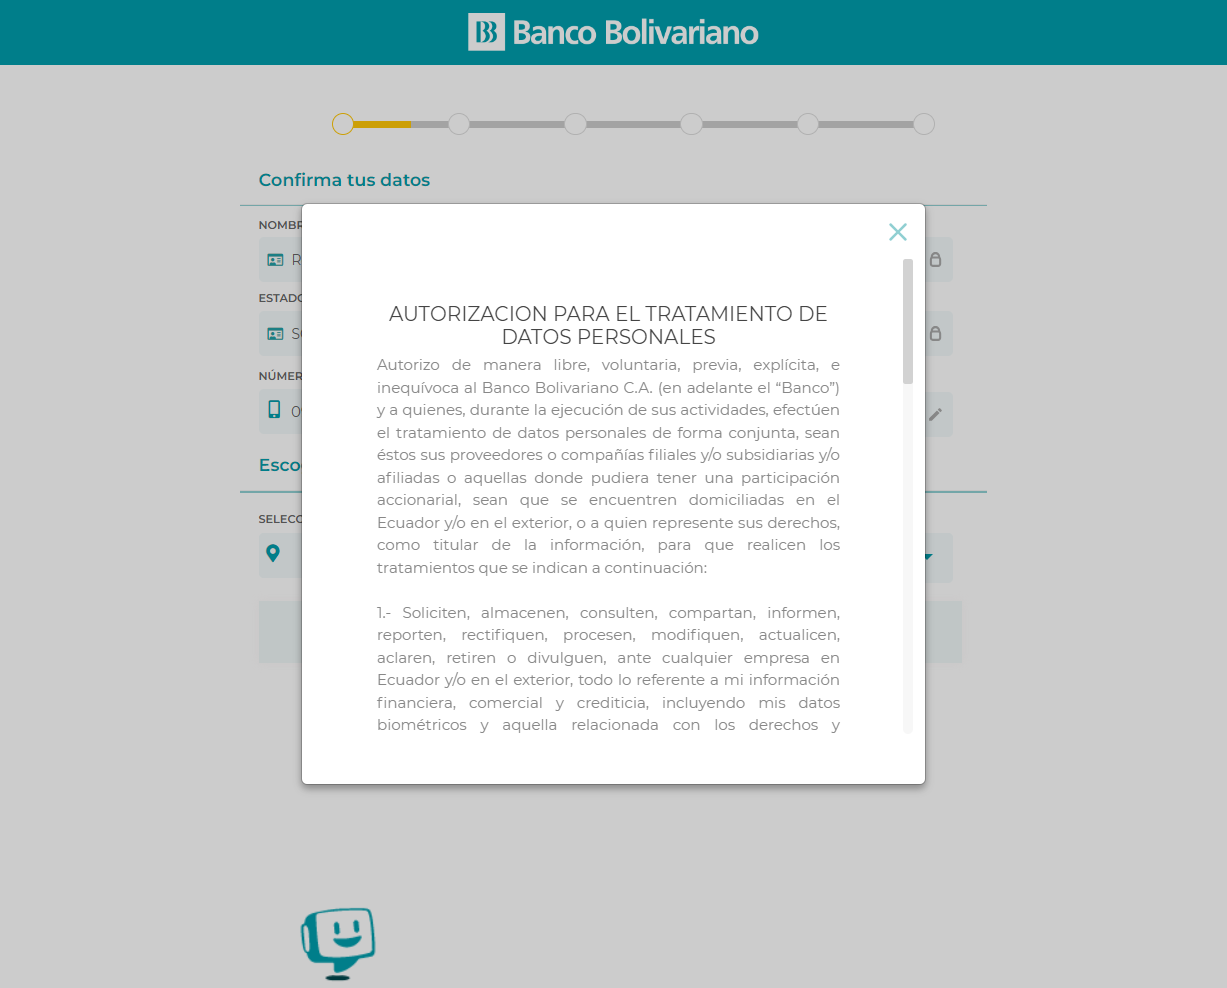 Banco Bolivariano
Confirma tus datos
AUTORIZACION PARA EL TRATAMIENTO DE
DATOS PERSONALES
Autorizo de manera libre, voluntaria, previa, explícita, e
inequívoca al Banco Bolivariano C.A. (en adelante el “Banco”)
y a quienes, durante la ejecución de sus actividades, efectúen
el tratamiento de datos personales de forma conjunta, sean
éstos sus proveedores o compañías filiales y/o subsidiarias y/o
afiliadas o aquellas donde pudiera tener una participación
accionarial, sean que se encuentren domiciliadas en el
Ecuador y/o en el exterior, o a quien represente sus derechos,
como titular de la información, para que realicen los
tratamientos que se indican a continuación:
1.- Soliciten, almacenen, consulten, compartan, informen,
reporten, rectifiquen, procesen, modifiquen, actualicen,
aclaren, retiren o divulguen, ante cualquier empresa en
Ecuador y/o en el exterior, todo lo referente a mi información
financiera, comercial y crediticia, incluyendo mis datos
biométricos y aquella relacionada con los derechos y